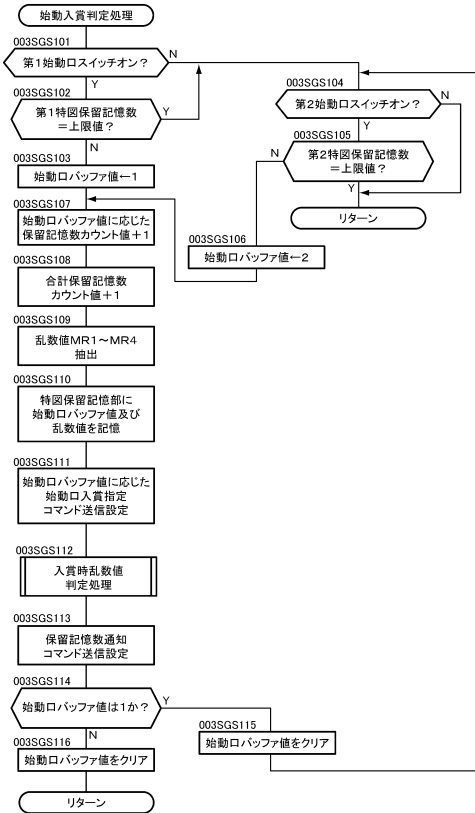 始動入賞判定処理
003SGS101
第1始動口スイッチオン？
N
Y
003SGS102
第1特図保留記憶数
＝上限値？
Y
N
003SGS103
始動口バッファ値←1
003SGS104
第2始動口スイッチオン？
N
Y
003SGS105
第2特図保留記憶数
＝上限値？
N
Y
リターン
003SGS106
始動口バッファ値←2
003SGS107
始動口バッファ値に応じた
保留記憶数カウント値＋1
003SGS108
合計保留記憶数
カウント値＋1
003SGS109
乱数値MR1～MR4
抽出
003SGS110
特図保留記憶部に
始動口バッファ値及び
乱数値を記憶
003SGS111
始動口バッファ値に応じた
始動口入賞指定
コマンド送信設定
003SGS112
入賞時乱数値
判定処理
003SGS113
保留記憶数通知
コマンド送信設定
003SGS114
始動口バッファ値は1か？
Y
N
003SGS115
始動口バッファ値をクリア
003SGS116
始動口バッファ値をクリア
リターン